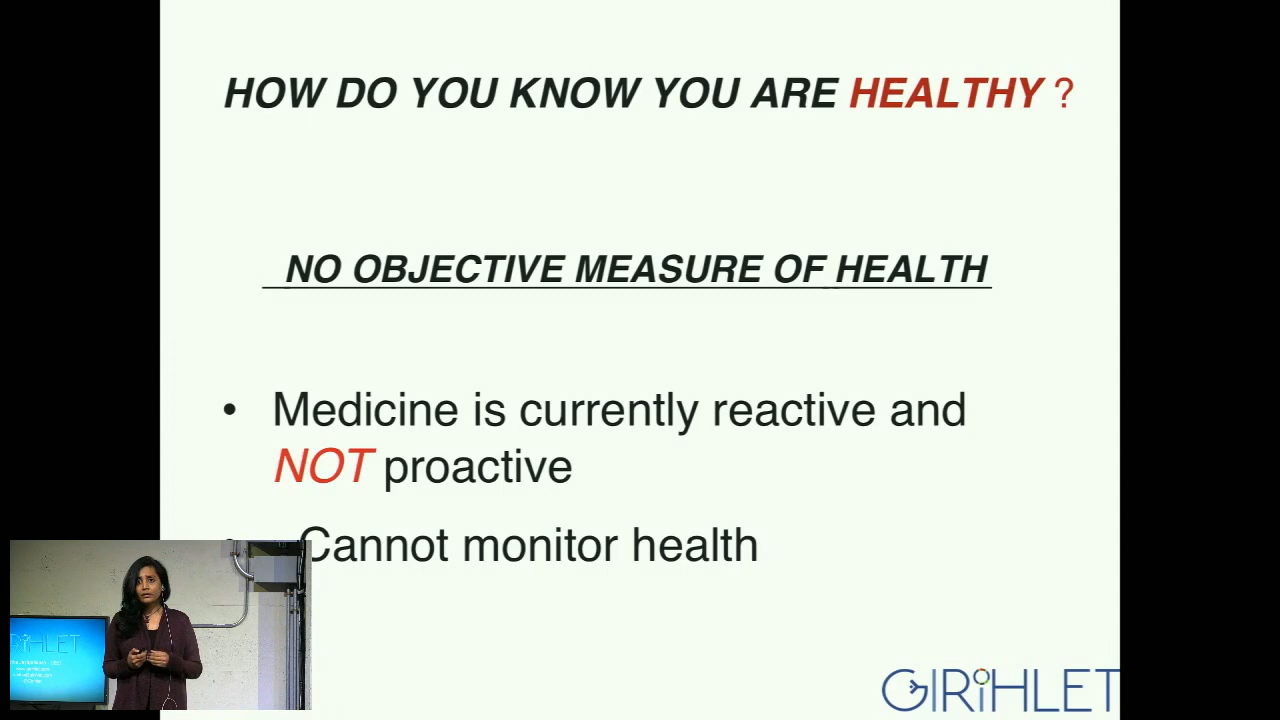 HOW DO YOU KNOW YOU ARE HEALTHY ?
NO OBJECTIVE MEASURE OF HEALTH
• Medicine is currently reactive and
NOT proactive
Cannot monitor health
GIRIHLET